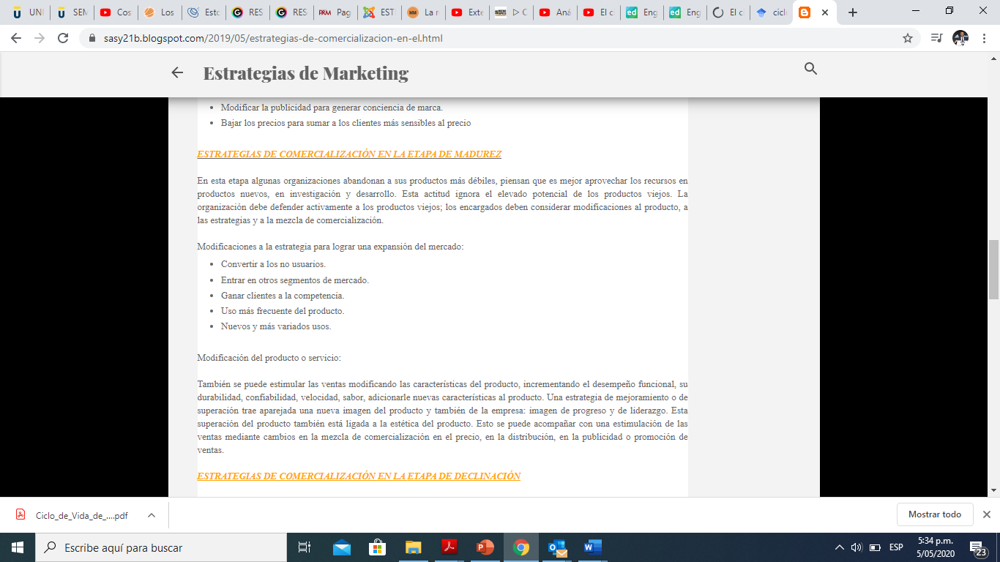 UNI
SEM
Cos
Los
Esto
RES
RES
Pag
EST
La r
Exte
▷ C
Aná
El c
Eng
Eng
El c
cicl
sasy21b.blogspot.com/2019/05/estrategias-de-comercializacion-en-el.html
Estrategias de Marketing
• Modificar la publicidad para generar conciencia de marca.
• Bajar los precios para sumar a los clientes más sensibles al precio
ESTRATEGIAS DE COMERCIALIZACIÓN EN LA ETAPA DE MADUREZ
En esta etapa algunas organizaciones abandonan a sus productos más débiles, piensan que es mejor aprovechar los recursos en
productos nuevos, en investigación y desarrollo. Esta actitud ignora el elevado potencial de los productos viejos. La
organización debe defender activamente a los productos viejos; los encargados deben considerar modificaciones al producto, a
las estrategias y a la mezcla de comercialización.
Modificaciones a la estrategia para lograr una expansión del mercado:
• Convertir a los no usuarios.
• Entrar en otros segmentos de mercado.
• Ganar clientes a la competencia.
• Uso más frecuente del producto.
• Nuevos y más variados usos.
Modificación del producto o servicio:
También se puede estimular las ventas modificando las características del producto, incrementando el desempeño funcional, su
durabilidad, confiabilidad, velocidad, sabor, adicionarle nuevas características al producto. Una estrategia de mejoramiento o de
superación trae aparejada una nueva imagen del producto y también de la empresa: imagen de progreso y de liderazgo. Esta
superación del producto también está ligada a la estética del producto. Esto se puede acompañar con una estimulación de las
ventas mediante cambios en la mezcla de comercialización en el precio, en la distribución, en la publicidad o promoción de
ventas.
ESTRATEGIAS DE COMERCIALIZACIÓN EN LA ETAPA DE DECLINACIÓN
Ciclo_de_Vida_de_....pdf
Mostrar todo
Escribe aquí para buscar
ESP
5:34 p.m.
5/05/2020
23